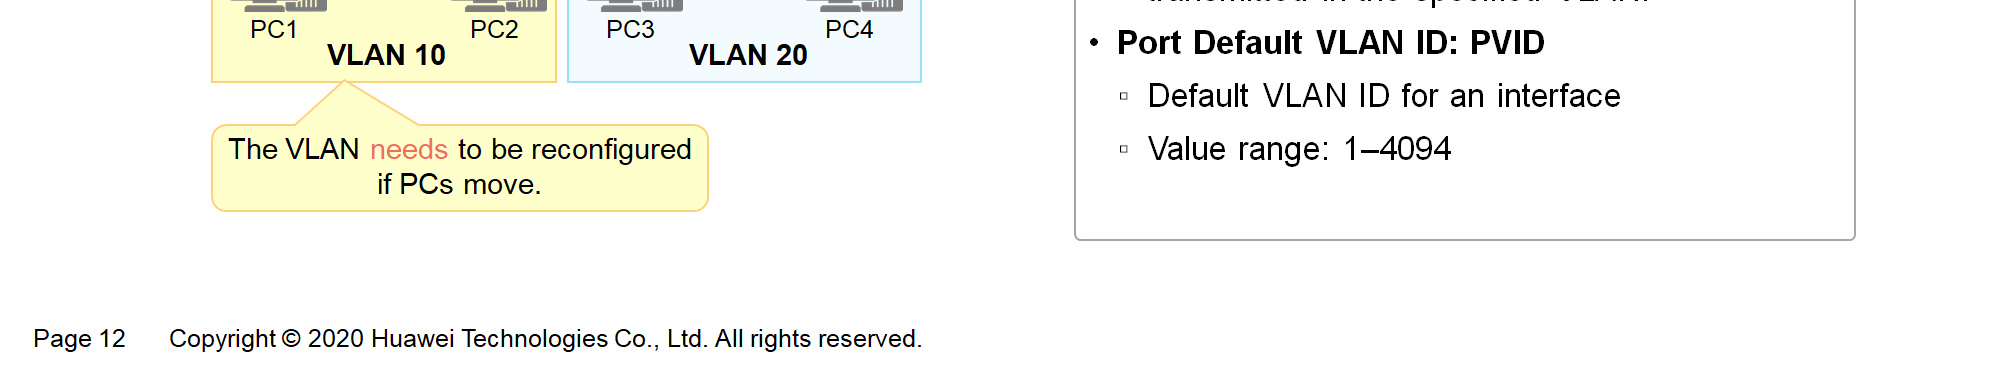 PC1 PC2 PC3 PC4
VLAN 10 VLAN 20
The VLAN needs to be reconfigured
if PCs move.
• Port Default VLAN ID: PVID
▫ Default VLAN ID for an interface
▫ Value range: 1–4094
Page 12 Copyright © 2020 Huawei Technologies Co., Ltd. All rights reserved.